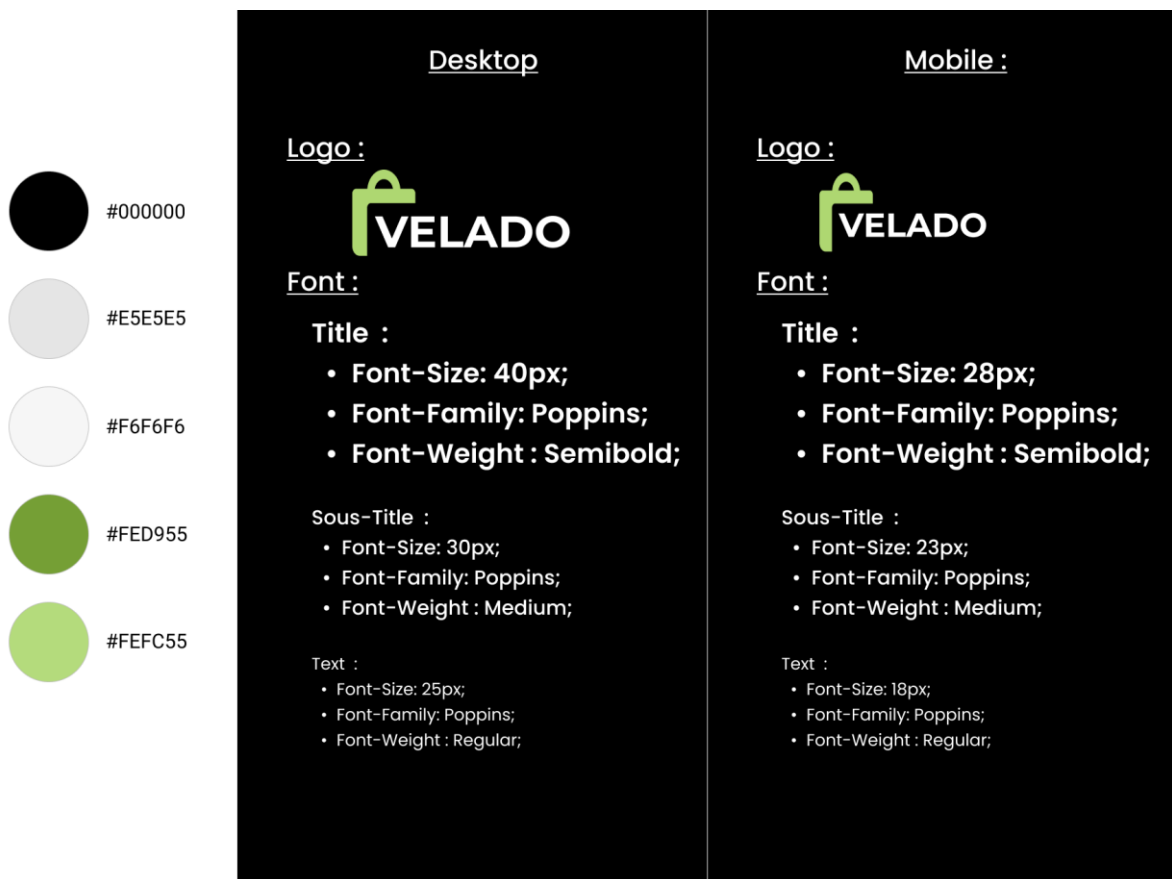 #000000
#E5E5E5
#F6F6F6
#FED955
#FEFC55
Desktop
Logo :
VELADO
Font :
Title :
• Font-Size: 40px;
• Font-Family: Poppins;
• Font-Weight : Semibold;
Sous-Title :
• Font-Size: 30px;
• Font-Family: Poppins;
• Font-Weight : Medium;
Text :
• Font-Size: 25px;
• Font-Family: Poppins;
• Font-Weight : Regular;
Mobile :
Logo :
VELADO
Font :
Title :
• Font-Size: 28px;
• Font-Family: Poppins;
• Font-Weight : Semibold;
Sous-Title :
• Font-Size: 23px;
• Font-Family: Poppins;
• Font-Weight : Medium;
Text :
• Font-Size: 18px;
• Font-Family: Poppins;
• Font-Weight : Regular;